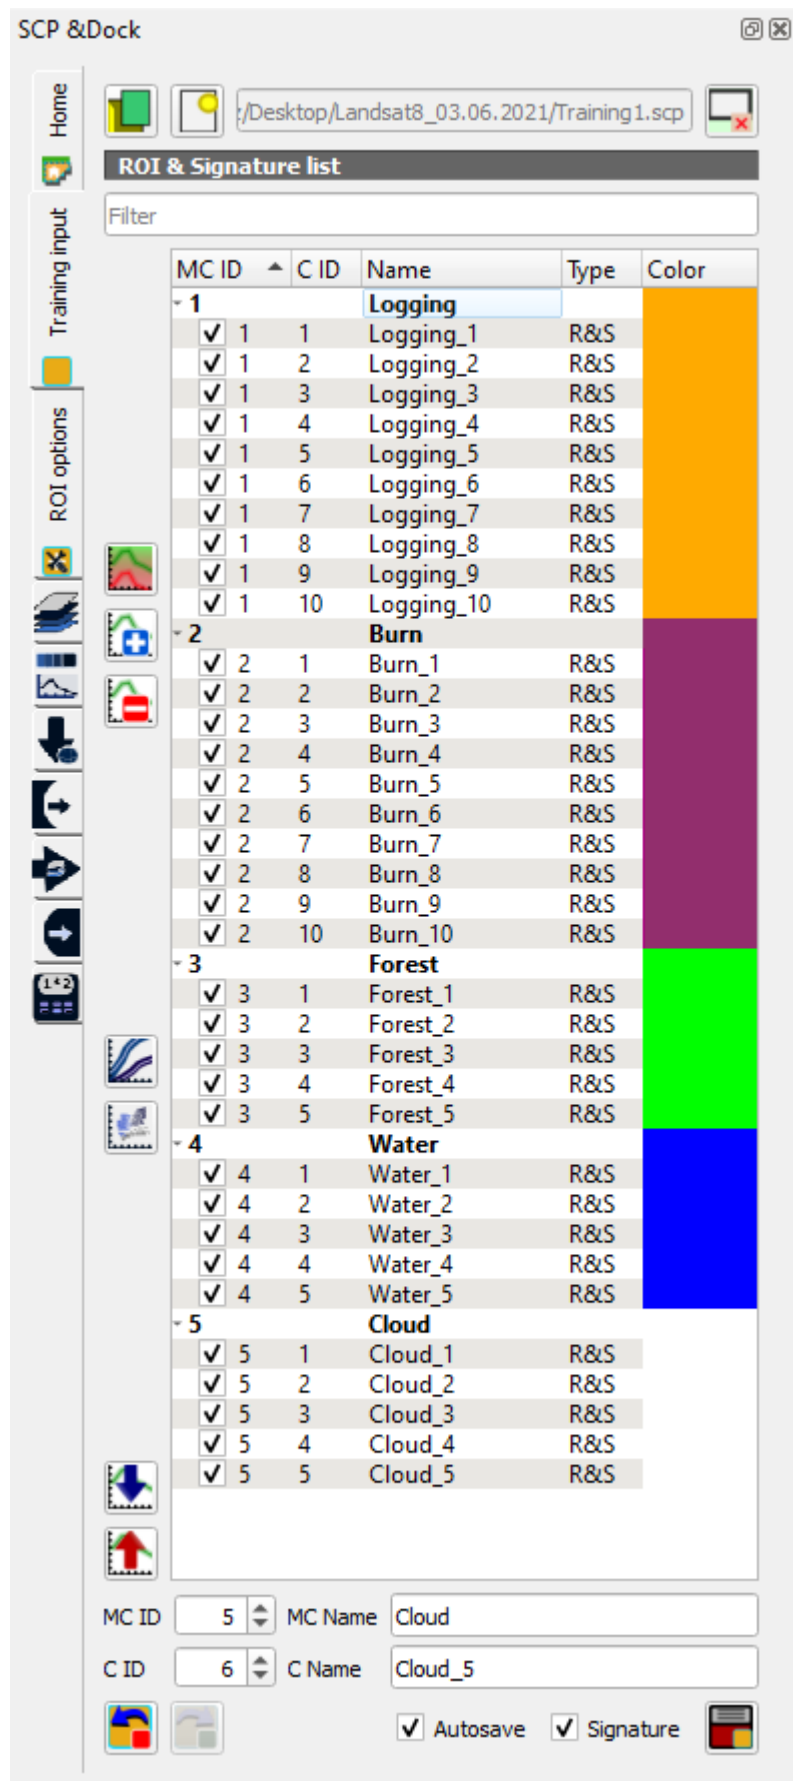 SCP &Dock
Home
Training input
ROI options
:/Desktop/Landsat8_03.06.2021/Training1.scp
ROI & Signature list
Filter
MC ID C ID Name Type Color
1 Logging
1 1 Logging_1 R&S
1 2 Logging_2 R&S
1 3 Logging_3 R&S
1 4 Logging_4 R&S
1 5 Logging_5 R&S
1 6 Logging_6 R&S
1 7 Logging_7 R&S
1 8 Logging_8 R&S
1 9 Logging_9 R&S
1 10 Logging_10 R&S
2 Burn
2 1 Burn_1 R&S
2 2 Burn_2 R&S
2 3 Burn_3 R&S
2 4 Burn_4 R&S
2 5 Burn_5 R&S
2 6 Burn_6 R&S
2 7 Burn_7 R&S
2 8 Burn_8 R&S
2 9 Burn_9 R&S
2 10 Burn_10 R&S
3 Forest
3 1 Forest_1 R&S
3 2 Forest_2 R&S
3 3 Forest_3 R&S
3 4 Forest_4 R&S
3 5 Forest_5 R&S
4 Water
4 1 Water_1 R&S
4 2 Water_2 R&S
4 3 Water_3 R&S
4 4 Water_4 R&S
4 5 Water_5 R&S
5 Cloud
5 1 Cloud_1 R&S
5 2 Cloud_2 R&S
5 3 Cloud_3 R&S
5 4 Cloud_4 R&S
5 5 Cloud_5 R&S
MC ID 5 MC Name Cloud
C ID 6 C Name Cloud_5
Autosave Signature